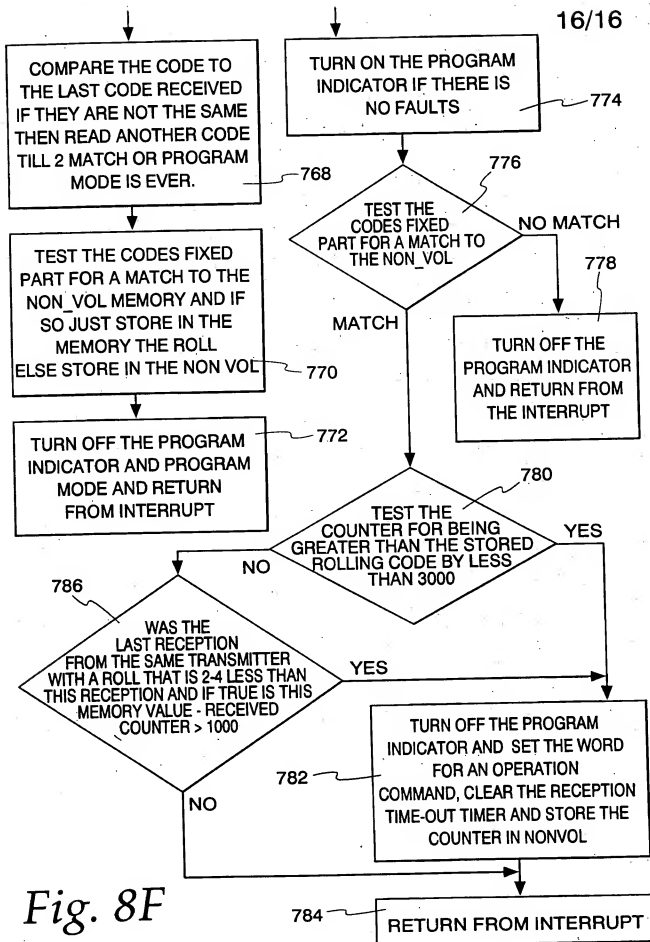 16/16
COMPARE THE CODE TO
THE LAST CODE RECEIVED
IF THEY ARE NOT THE SAME
THEN READ ANOTHER CODE
TILL 2 MATCH OR PROGRAM
MODE IS EVER.
768
TEST THE CODES FIXED
PART FOR A MATCH TO THE
NON_VOL MEMORY AND IF
SO JUST STORE IN THE
MEMORY THE ROLL
ELSE STORE IN THE NON VOL
770
TURN OFF THE PROGRAM
INDICATOR AND PROGRAM
MODE AND RETURN
FROM INTERRUPT
772
TURN ON THE PROGRAM
INDICATOR IF THERE IS
NO FAULTS
774
TEST THE
CODES FIXED
PART FOR A MATCH TO
THE NON_VOL
776
NO MATCH
MATCH
TURN OFF THE
PROGRAM INDICATOR
AND RETURN FROM
THE INTERRUPT
778
TEST THE
COUNTER FOR BEING
GREATER THAN THE STORED
ROLLING CODE BY LESS
THAN 3000
780
YES
NO
786
WAS THE
LAST RECEPTION
FROM THE SAME TRANSMITTER
WITH A ROLL THAT IS 2-4 LESS THAN
THIS RECEPTION AND IF TRUE IS THIS
MEMORY VALUE - RECEIVED
COUNTER > 1000
YES
NO
TURN OFF THE PROGRAM
INDICATOR AND SET THE WORD
FOR AN OPERATION
COMMAND, CLEAR THE RECEPTION
TIME-OUT TIMER AND STORE THE
COUNTER IN NONVOL
782
784
RETURN FROM INTERRUPT
Fig. 8F